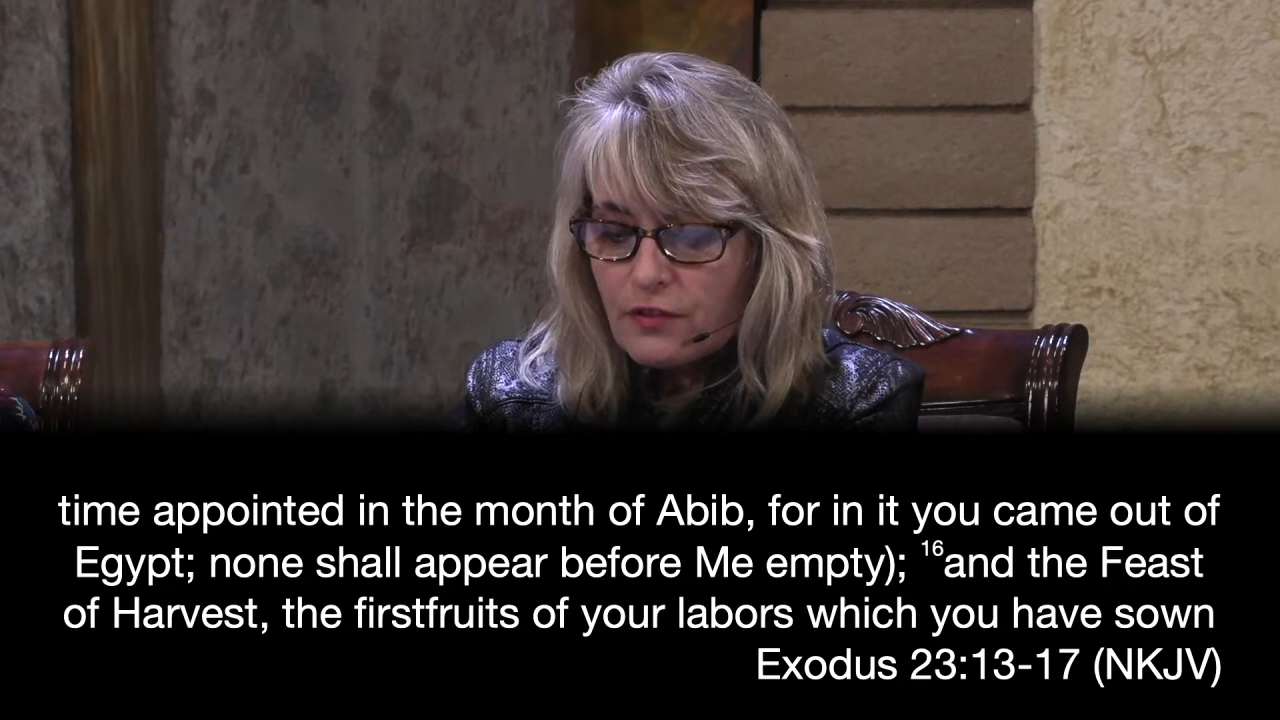 time appointed in the month of Abib, for in it you came out of
Egypt; none shall appear before Me empty); 16and the Feast
of Harvest, the firstfruits of your labors which you have sown
Exodus 23:13-17 (NKJV)